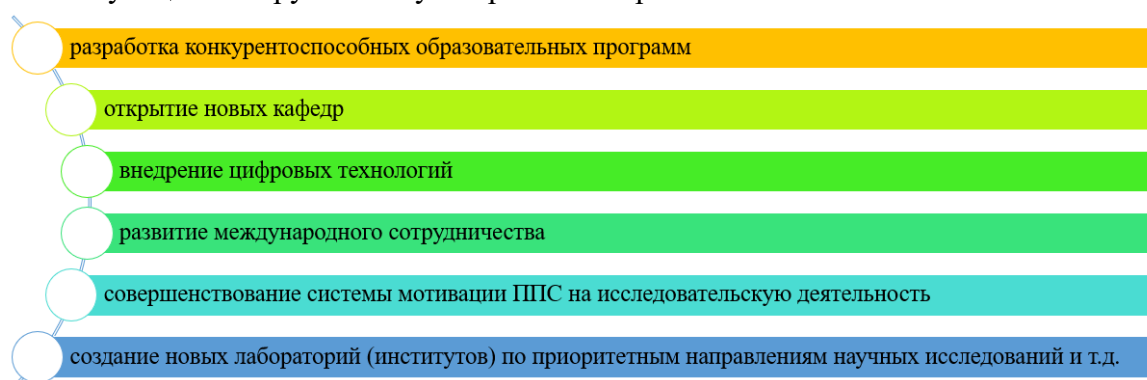 разработка конкурентоспособных образовательных программ
открытие новых кафедр
внедрение цифровых технологий
развитие международного сотрудничества
совершенствование системы мотивации ППС на исследовательскую деятельность
создание новых лабораторий (институтов) по приоритетным направлениям научных исследований и т.д.